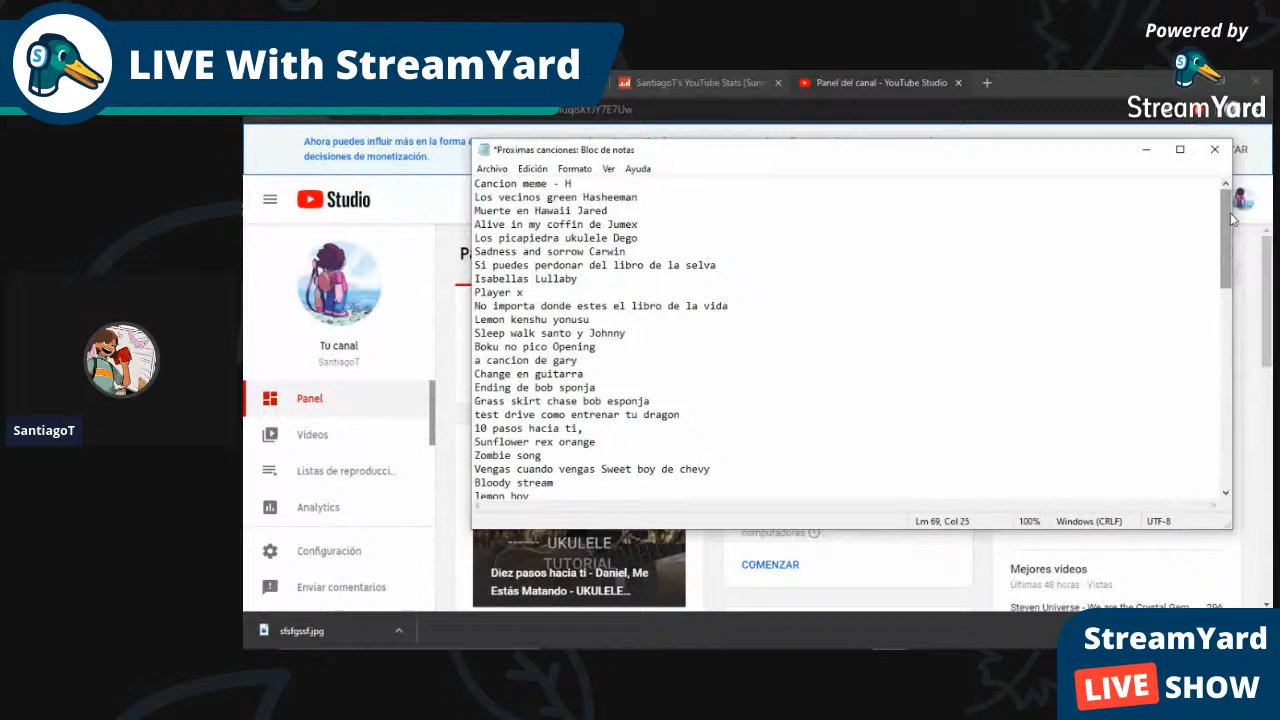 LIVE With StreamYard
Powered by
StreamYard
SantiagoT's YouTube Stats (Sum
Panel del canal - YouTube Studio
Ahora puedes influir más en la forma
decisiones de monetización.
*Proximas canciones: Bloc de notas
Archivo Edición Formato Ver Ayuda
Cancion meme - H
Los vecinos green Hasheeman
Muerte en Hawaii Jared
Alive in my coffin de Jumex
Los picapiedra ukulele Dego
Sadness and sorrow Carwin
Si puedes perdonar del libro de la selva
Isabellas Lullaby
Player x
No importa donde estes el libro de la vida
Lemon kenshu yonusu
Sleep walk santo y Johnny
Boku no pico Opening
a cancion de gary
Change en guitarra
Ending de bob sponja
Grass skirt chase bob esponja
test drive como entrenar tu dragon
10 pasos hacia ti,
Sunflower rex orange
Zombie song
Vengas cuando vengas Sweet boy de chevy
Bloody stream
lemon boy
Lm 69, Col 25 100% Windows (CRLF) UTF-8
Studio
Tu canal
SantiagoT
Panel
Videos
Listas de reproducci...
Analytics
Configuración
Enviar comentarios
SantiagoT
UKULELE
TUTORIAL
Diez pasos hacia ti - Daniel, Me
Estás Matando - UKULELE...
computadoras
COMENZAR
Mejores videos
Últimas 48 horas · Vistas
Steven Universe - We are the Crystal Gem 296
sfsfgssf.jpg
StreamYard
LIVE SHOW